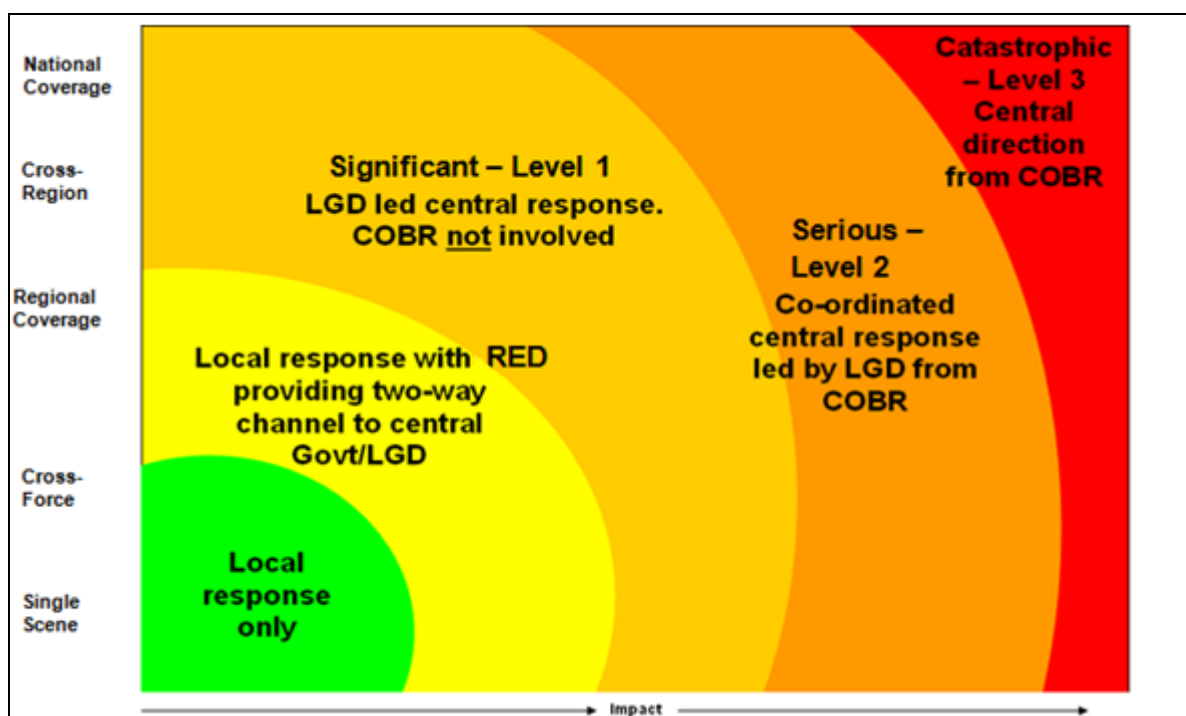 National
Coverage
Cross-
Region
Regional
Coverage
Cross-
Force
Single
Scene
Catastrophic
– Level 3
Central
direction
from COBR
Significant – Level 1
LGD led central response.
COBR not involved
Serious –
Level 2
Co-ordinated
central response
led by LGD from
COBR
Local response with RED
providing two-way
channel to central
Govt/LGD
Local
response
only
Impact